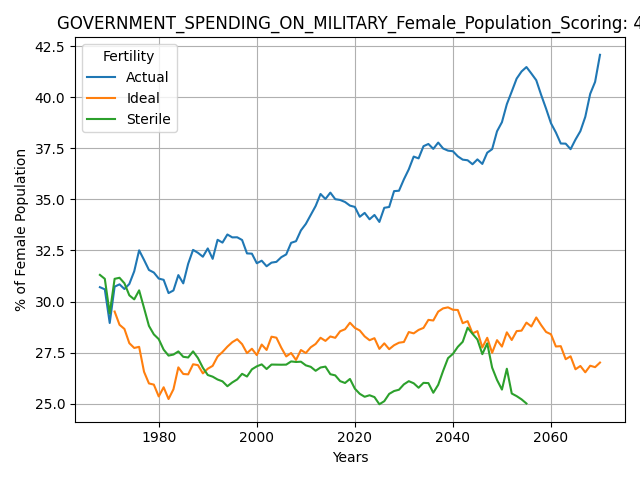 GOVERNMENT_SPENDING_ON_MILITARY_Female_Population_Scoring: 4
Fertility
Actual
Ideal
Sterile
% of Female Population
42.5
40.0
37.5
35.0
32.5
30.0
27.5
25.0
1980
2000
2020
2040
2060
Years